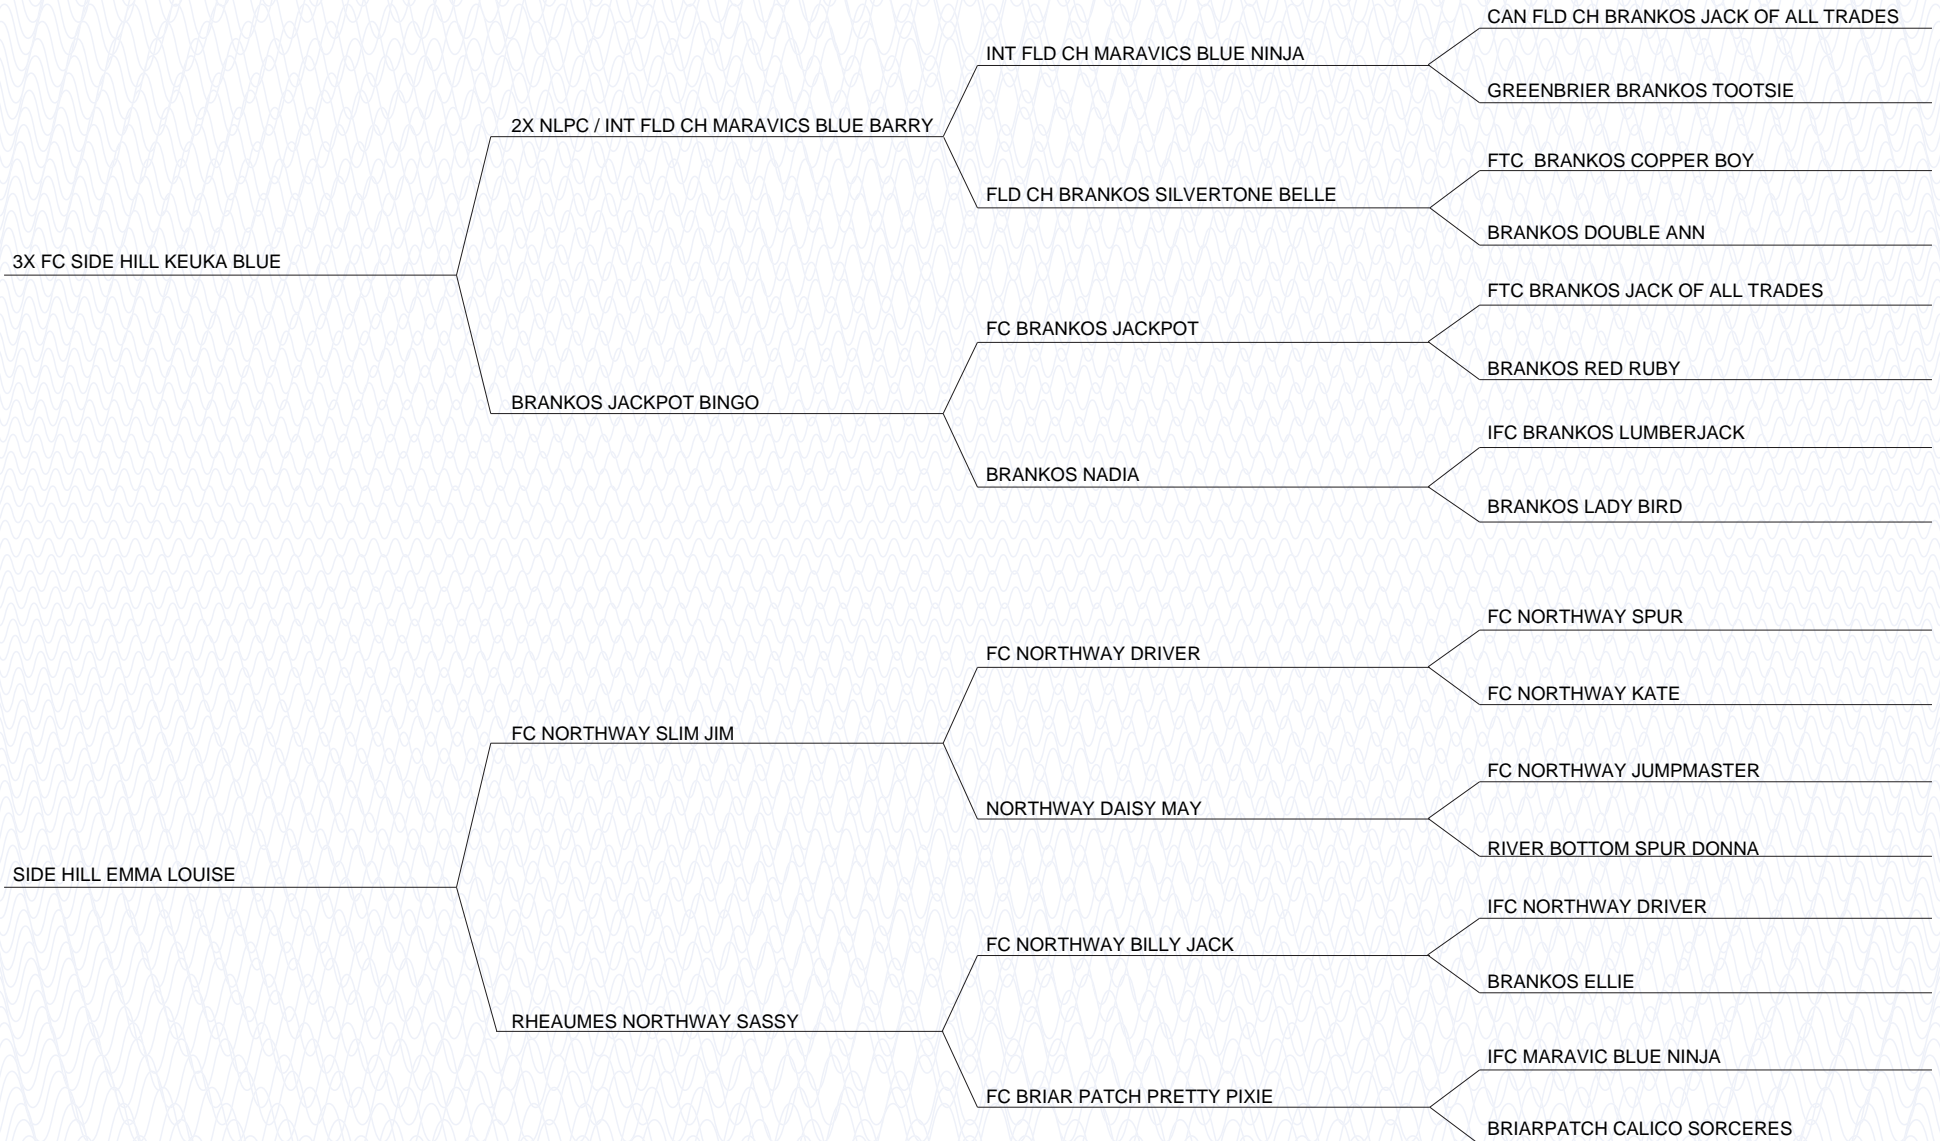 CAN FLD CH BRANKOS JACK OF ALL TRADES
INT FLD CH MARAVICS BLUE NINJA
GREENBRIER BRANKOS TOOTSIE
2X NLPC / INT FLD CH MARAVICS BLUE BARRY
FTC  BRANKOS COPPER BOY
FLD CH BRANKOS SILVERTONE BELLE
BRANKOS DOUBLE ANN
3X FC SIDE HILL KEUKA BLUE
FTC BRANKOS JACK OF ALL TRADES
FC BRANKOS JACKPOT
BRANKOS RED RUBY
BRANKOS JACKPOT BINGO
IFC BRANKOS LUMBERJACK
BRANKOS NADIA
BRANKOS LADY BIRD
FC NORTHWAY SPUR
FC NORTHWAY DRIVER
FC NORTHWAY KATE
FC NORTHWAY SLIM JIM
FC NORTHWAY JUMPMASTER
NORTHWAY DAISY MAY
RIVER BOTTOM SPUR DONNA
SIDE HILL EMMA LOUISE
IFC NORTHWAY DRIVER
FC NORTHWAY BILLY JACK
BRANKOS ELLIE
RHEAUMES NORTHWAY SASSY
IFC MARAVIC BLUE NINJA
FC BRIAR PATCH PRETTY PIXIE
BRIARPATCH CALICO SORCERES